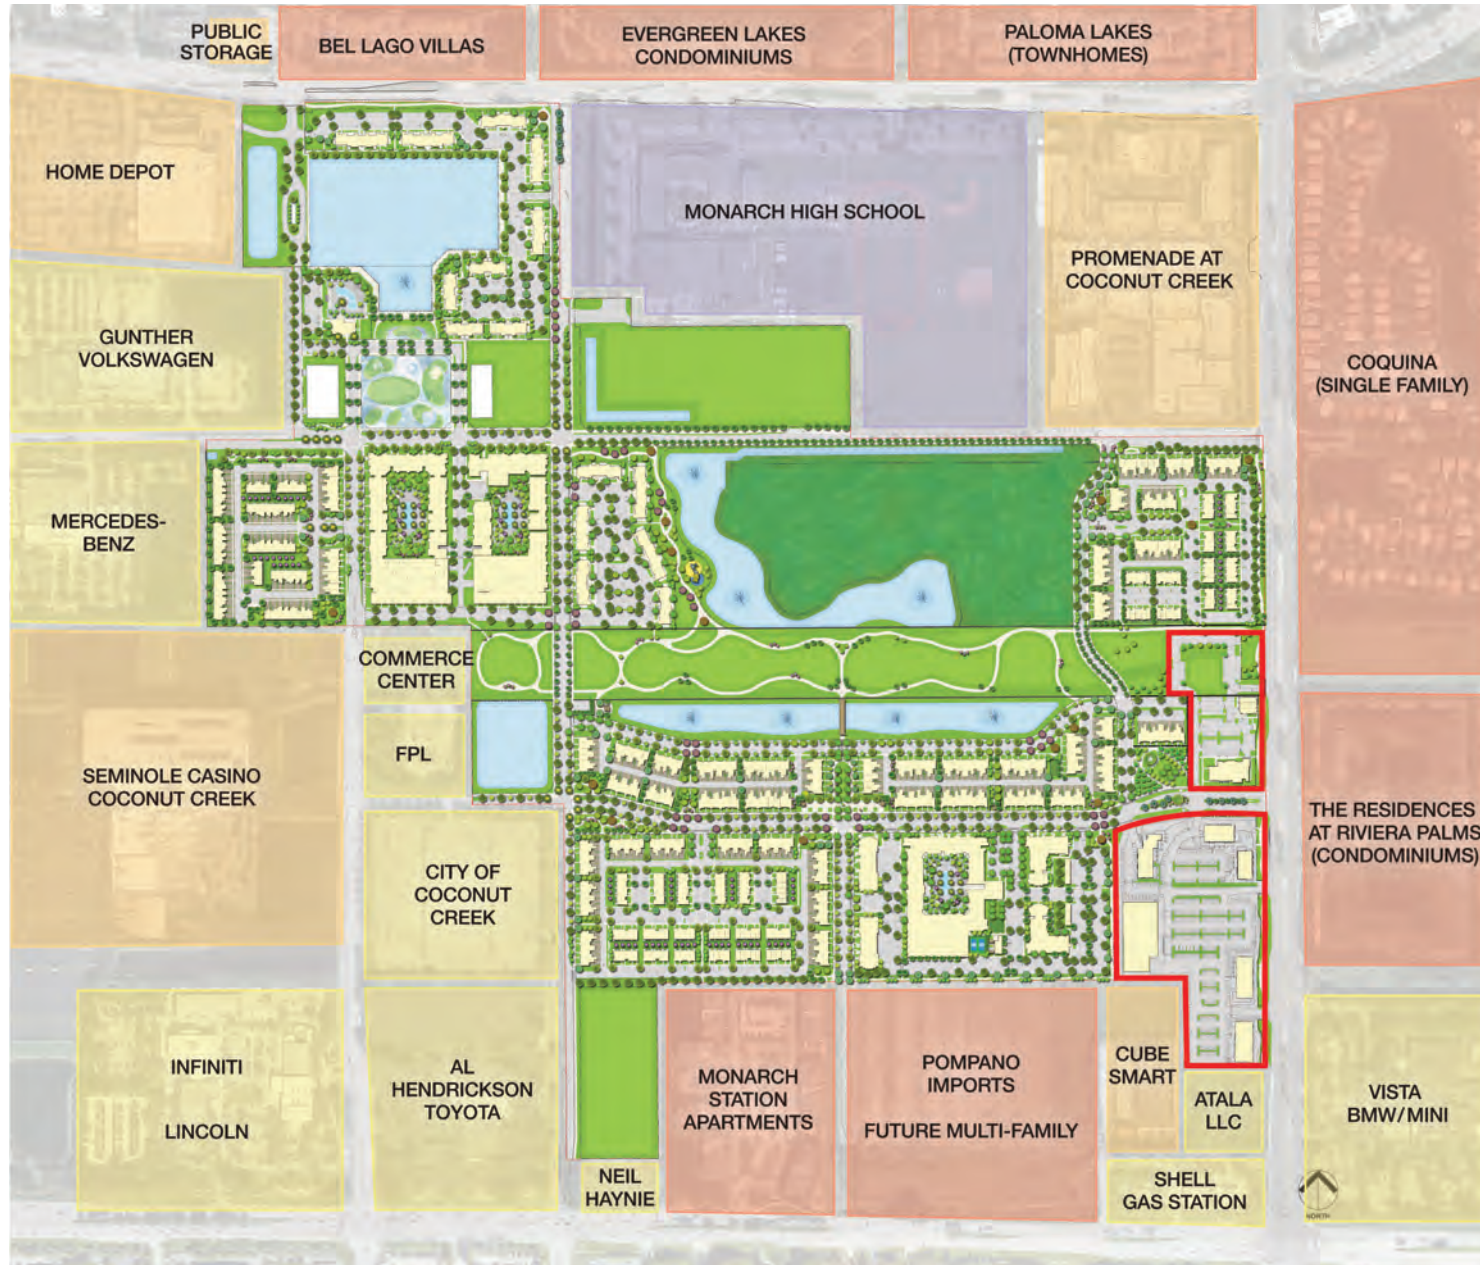 PUBLIC
STORAGE
BEL LAGO VILLAS
EVERGREEN LAKES
CONDOMINIUMS
PALOMA LAKES
(TOWNHOMES)
HOME DEPOT
MONARCH HIGH SCHOOL
PROMENADE AT
COCONUT CREEK
GUNTHER
VOLKSWAGEN
COQUINA
(SINGLE FAMILY)
MERCEDES-
BENZ
COMMERCE
CENTER
FPL
SEMINOLE CASINO
COCONUT CREEK
THE RESIDENCES
AT RIVIERA PALMS
(CONDOMINIUMS)
CITY OF
COCONUT
CREEK
INFINITI
LINCOLN
AL
HENDRICKSON
TOYOTA
MONARCH
STATION
APARTMENTS
POMPANO
IMPORTS
FUTURE MULTI-FAMILY
CUBE
SMART
ATALA
LLC
VISTA
BMW/MINI
NEIL
HAYNIE
SHELL
GAS STATION
NORTH